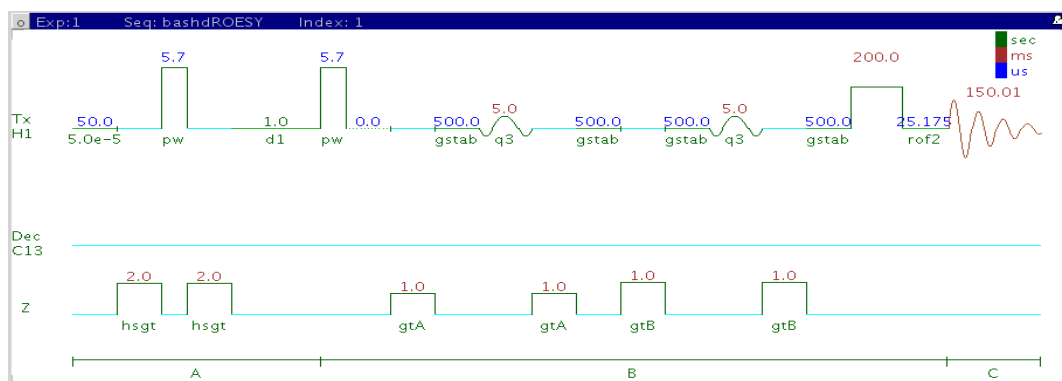 Exp:1 Seq: bashdROESY Index: 1
sec
ms
us
5.7 5.7 200.0
150.01
Tx
H1
50.0 1.0 0.0 500.0 5.0 500.0 500.0 5.0 500.0 25.175
5.0e-5 pw d1 pw gstab q3 gstab gstab q3 gstab rof2
Dec
C13
Z
2.0 2.0 1.0 1.0 1.0 1.0
hsgt hsgt gtA gtA gtB gtB
A B C